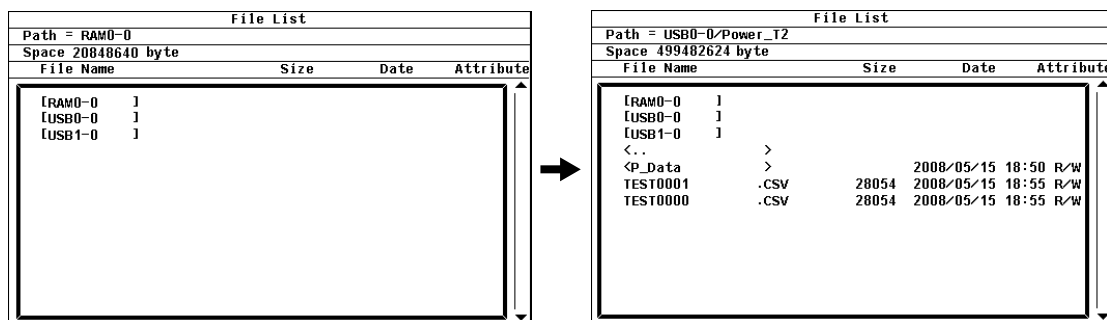 File List
Path = RAM0-0
Space 20848640 byte
File Name Size Date Attribute
[RAM0-0 ]
[USB0-0 ]
[USB1-0 ]
File List
Path = USB0-0/Power_T2
Space 499482624 byte
File Name Size Date Attribute
[RAM0-0 ]
[USB0-0 ]
[USB1-0 ]
<.. >
<P_Data > 2008/05/15 18:50 R/W
TEST0001 .CSV 28054 2008/05/15 18:55 R/W
TEST0000 .CSV 28054 2008/05/15 18:55 R/W